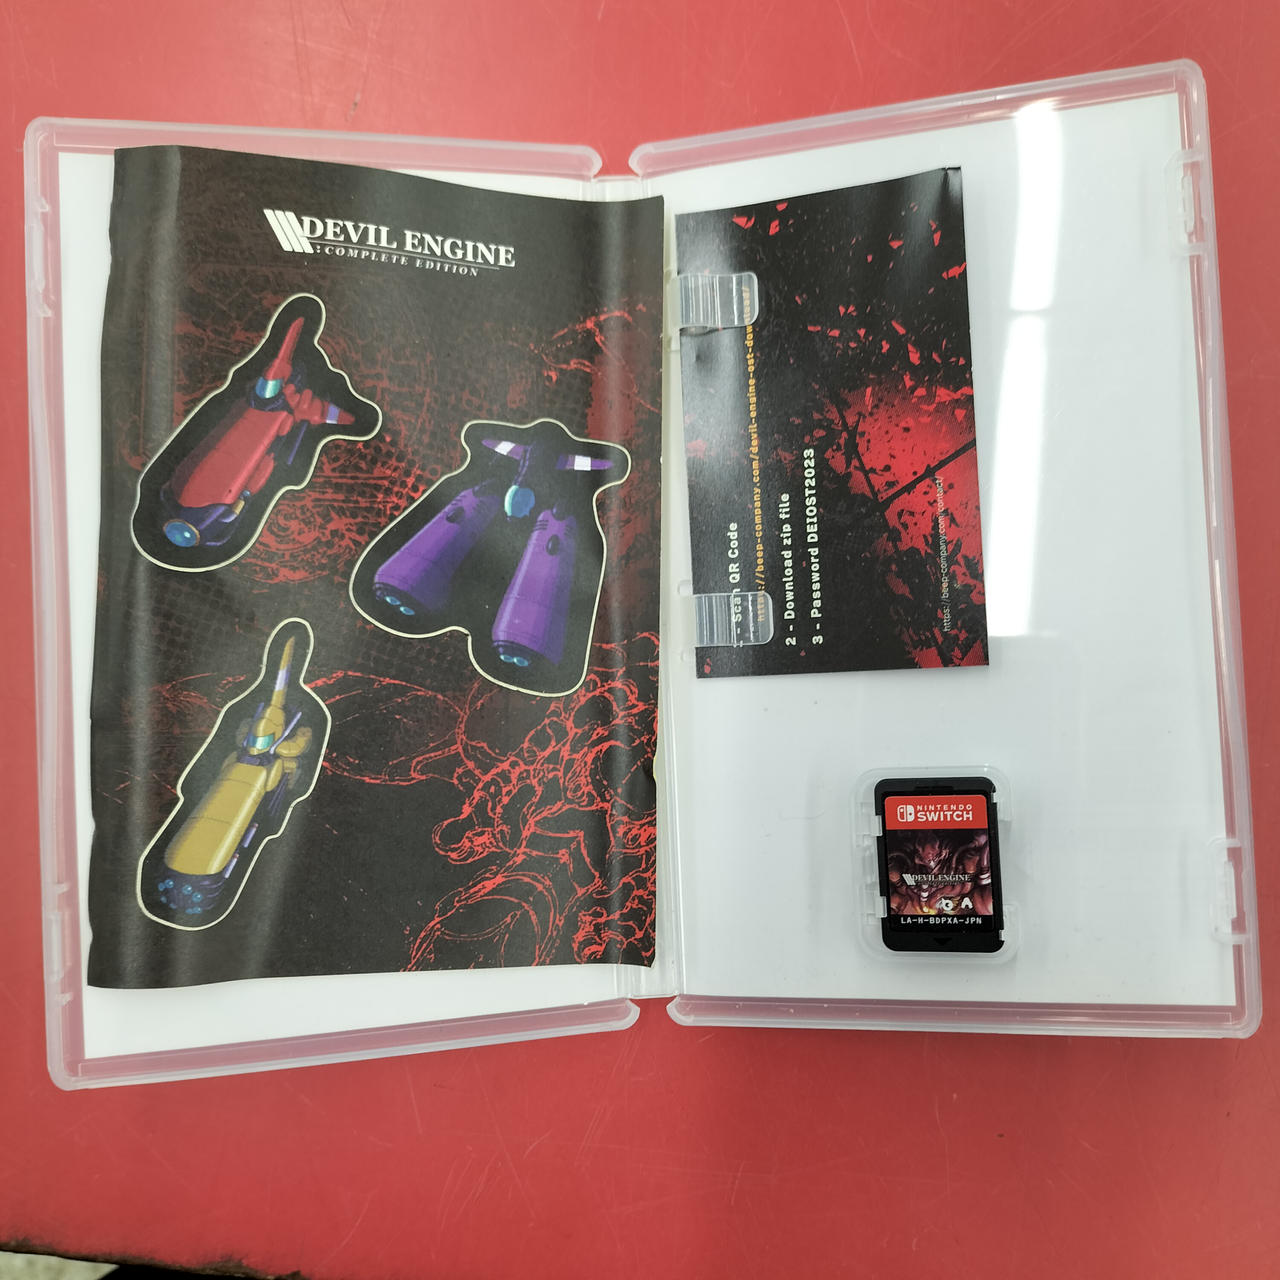 DEVIL ENGINE
: COMPLETE EDITION
1 - Scan QR Code
https://beep-company.com/devil-engine-ost-download/
2 - Download zip file
3 - Password DEIOST2023
https://beep-company.com/contact/
NINTENDO
SWITCH
DEVIL ENGINE
LA-H-BDPXA-JPN